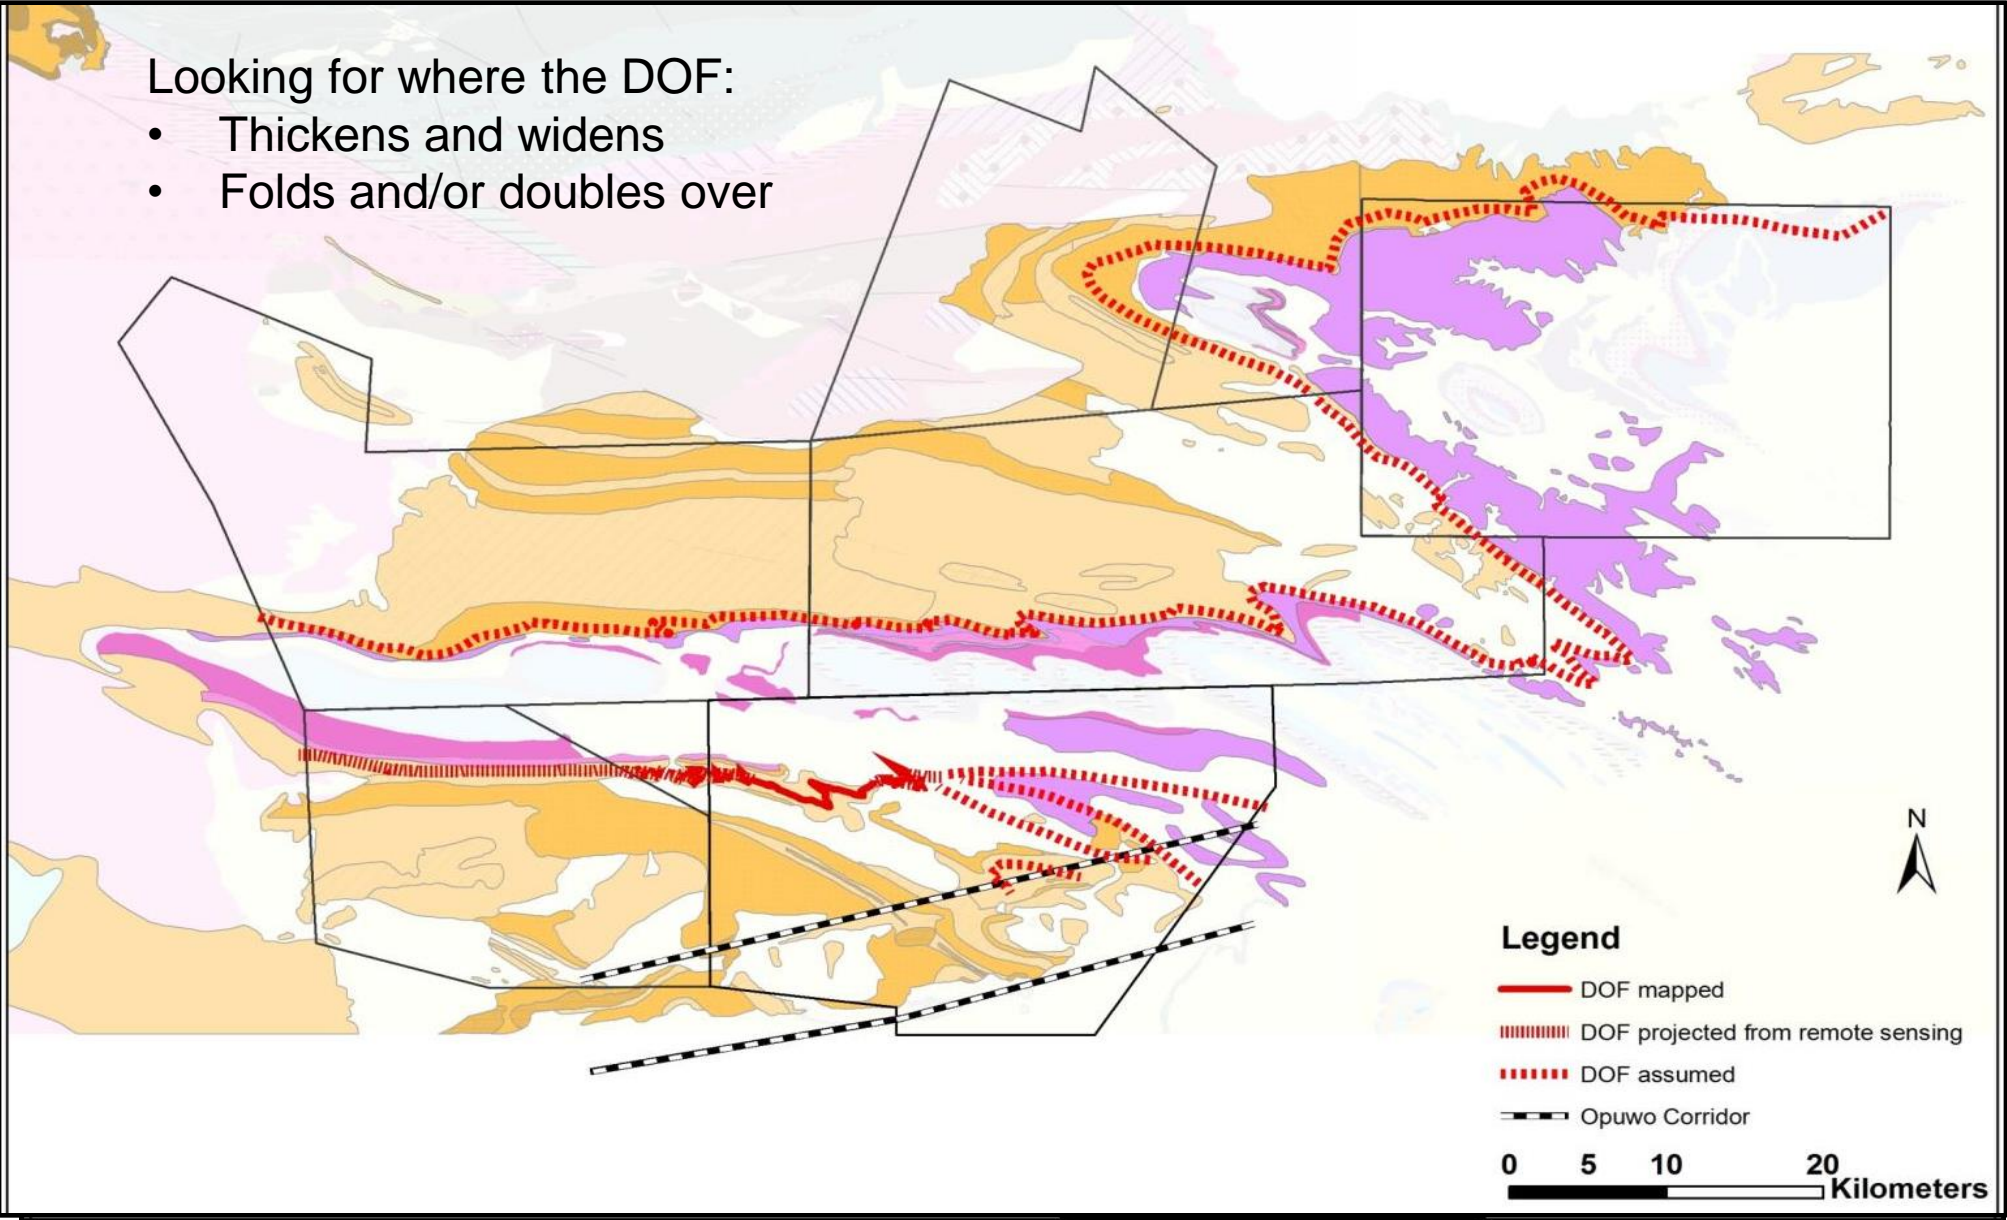 Looking for where the DOF:
• Thickens and widens
• Folds and/or doubles over
N
Legend
DOF mapped
DOF projected from remote sensing
DOF assumed
Opuwo Corridor
0 5 10 20
Kilometers